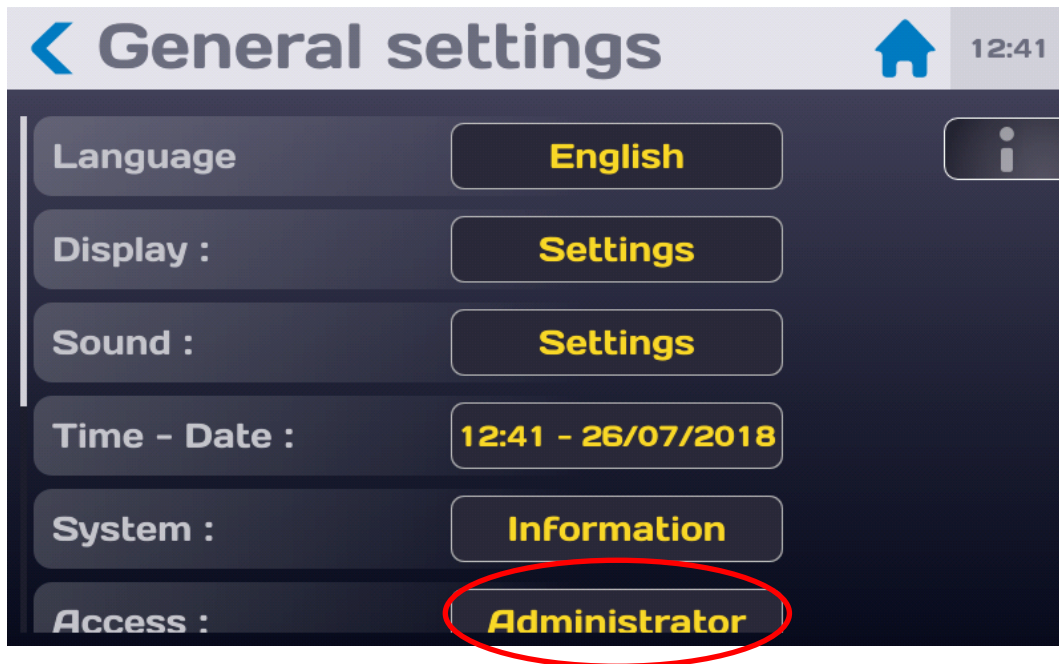 General settings
12:41
Language English
Display : Settings
Sound : Settings
Time - Date : 12:41 - 26/07/2018
System : Information
Access : Administrator